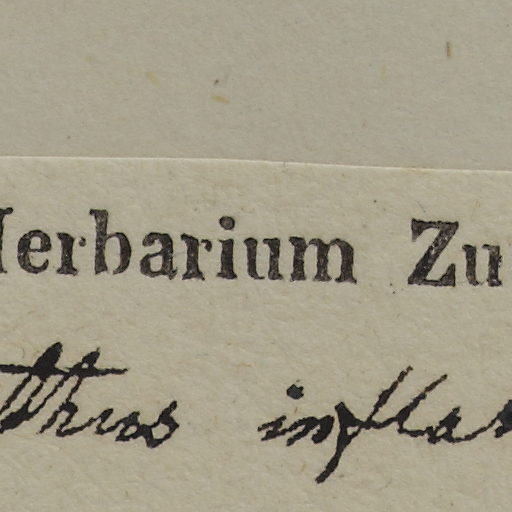 Herbarium Zu
thus infla